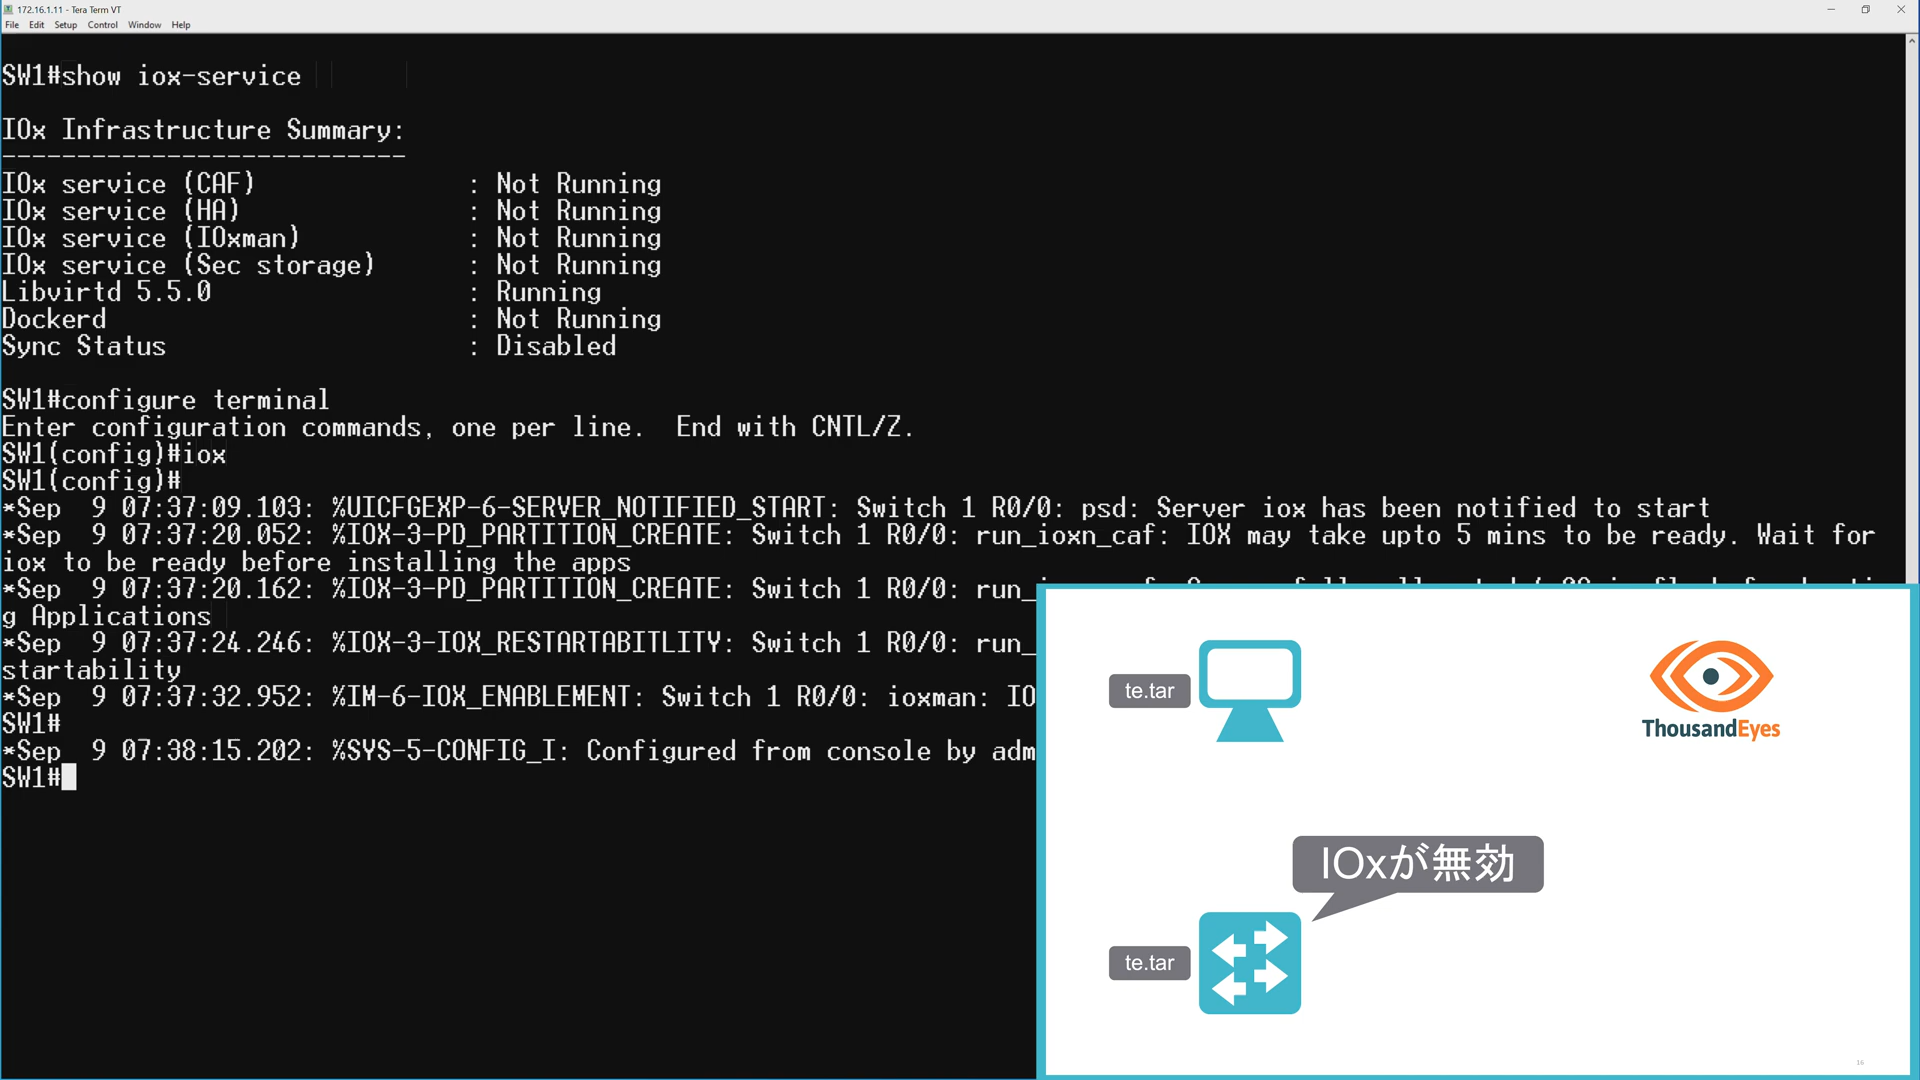 172.16.1.11 - Tera Term VT
File Edit Setup Control Window Help
SW1#show iox-service
IOx Infrastructure Summary:
---------------------------
IOx service (CAF) : Not Running
IOx service (HA) : Not Running
IOx service (IOxman) : Not Running
IOx service (Sec storage) : Not Running
Libvirtd 5.5.0 : Running
Dockerd : Not Running
Sync Status : Disabled
SW1#configure terminal
Enter configuration commands, one per line. End with CNTL/Z.
SW1(config)#iox
SW1(config)#
*Sep 9 07:37:09.103: %UICFGEXP-6-SERVER_NOTIFIED_START: Switch 1 R0/0: psd: Server iox has been notified to start
*Sep 9 07:37:20.052: %IOX-3-PD_PARTITION_CREATE: Switch 1 R0/0: run_ioxn_caf: IOX may take upto 5 mins to be ready. Wait for
iox to be ready before installing the apps
*Sep 9 07:37:20.162: %IOX-3-PD_PARTITION_CREATE: Switch 1 R0/0: run_
g Applications
*Sep 9 07:37:24.246: %IOX-3-IOX_RESTARTABITLITY: Switch 1 R0/0: run_
startability
*Sep 9 07:37:32.952: %IM-6-IOX_ENABLEMENT: Switch 1 R0/0: ioxman: IO
SW1#
*Sep 9 07:38:15.202: %SYS-5-CONFIG_I: Configured from console by adm
SW1#
te.tar
ThousandEyes
IOxが無効
te.tar
16